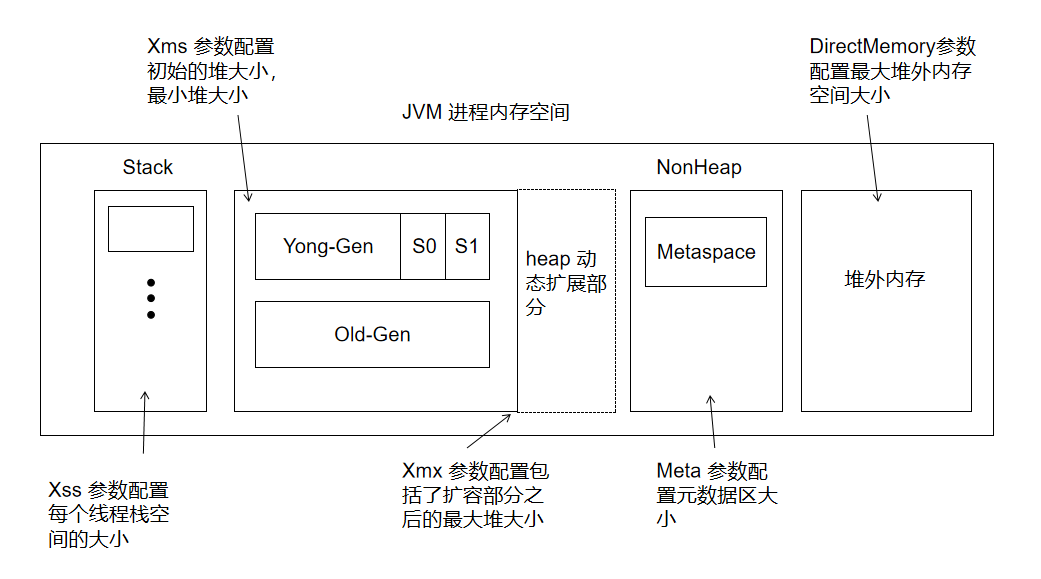 Xms 参数配置
初始的堆大小，
最小堆大小
DirectMemory参数
配置最大堆外内存
空间大小
JVM 进程内存空间
Stack
NonHeap
Yong-Gen
S0
S1
heap 动
态扩展部
分
Metaspace
堆外内存
Old-Gen
Xss 参数配置
每个线程栈空
间的大小
Xmx 参数配置包
括了扩容部分之
后的最大堆大小
Meta 参数配
置元数据区大
小